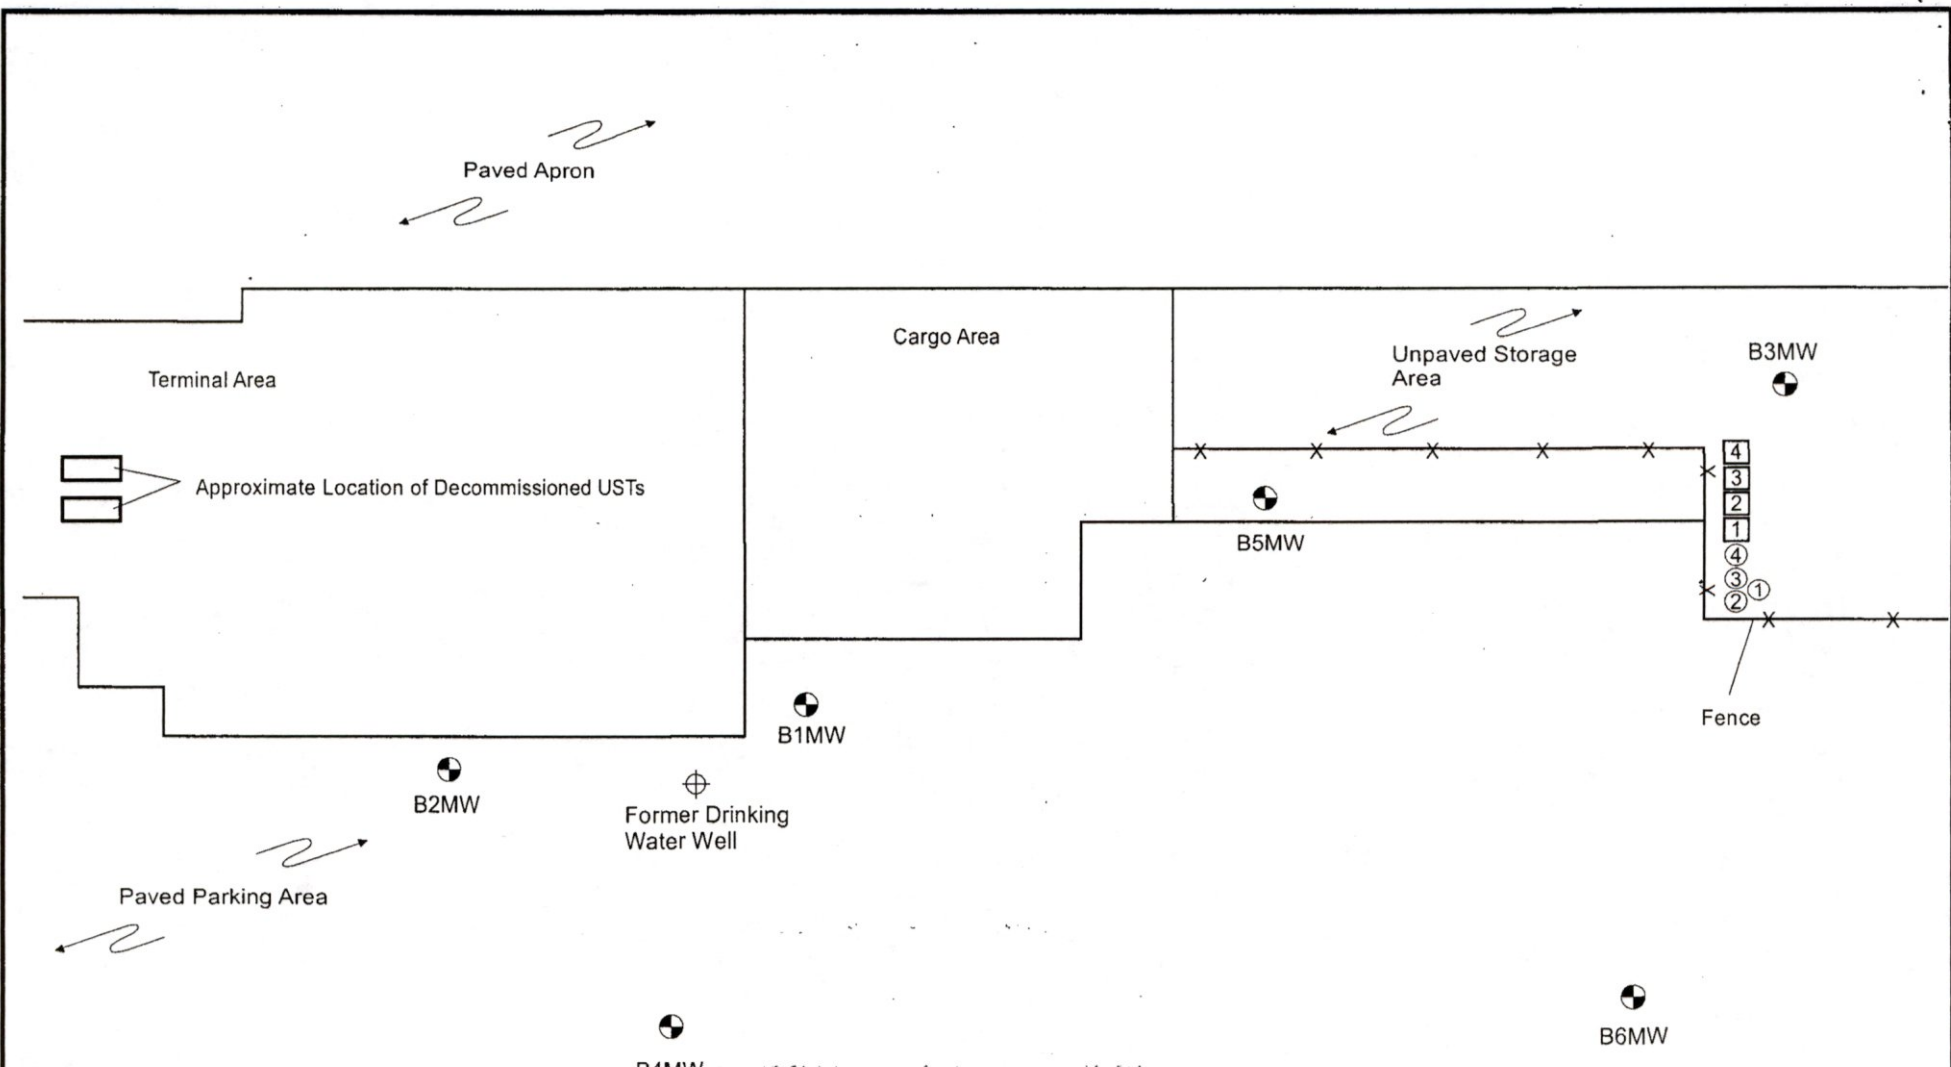 Paved Apron
Cargo Area
Unpaved Storage
Area
B3MW
Terminal Area
Approximate Location of Decommissioned USTs
4
3
2
1
4
3
1
2
B5MW
Fence
B1MW
B2MW
Former Drinking
Water Well
Paved Parking Area
B6MW
B4MW